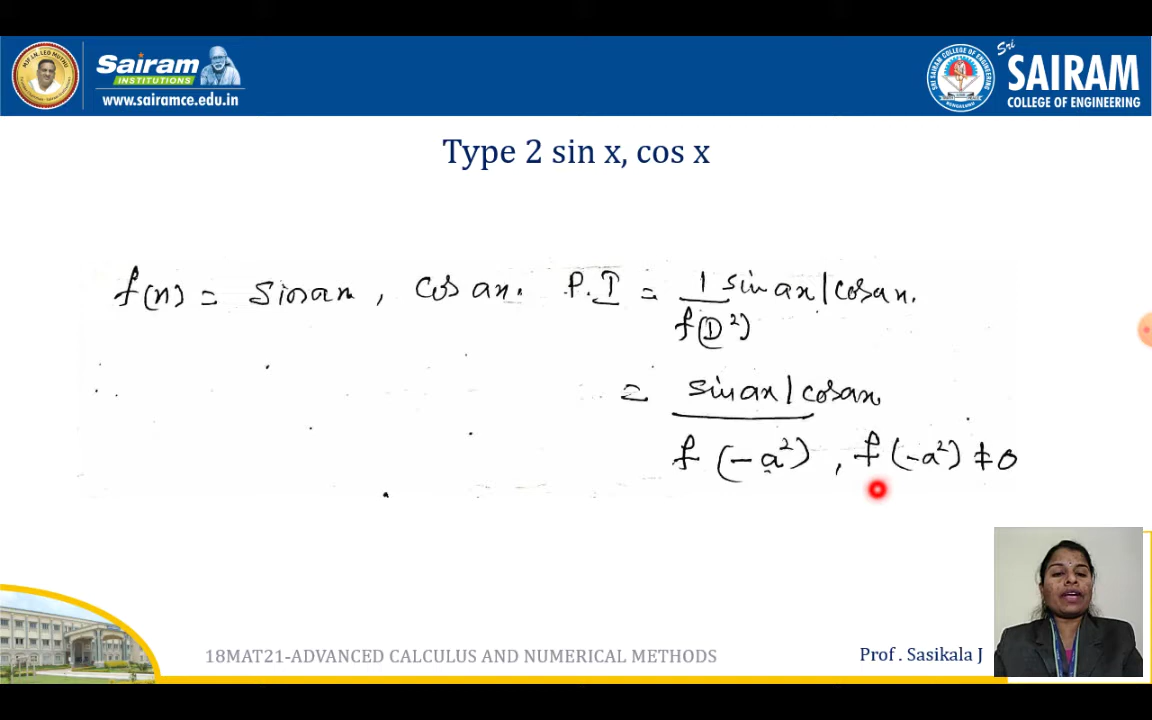 Sairam
INSTITUTIONS
www.sairamce.edu.in
Sri
SAIRAM
COLLEGE OF ENGINEERING
Type 2 sin x, cos x
f(x) = sin ax, cos ax. P.I = 1/f(D²) sin ax | cos ax.
= sin ax | cos ax / f(-a²), f(-a²) ≠ 0
18MAT21-ADVANCED CALCULUS AND NUMERICAL METHODS
Prof . Sasikala J